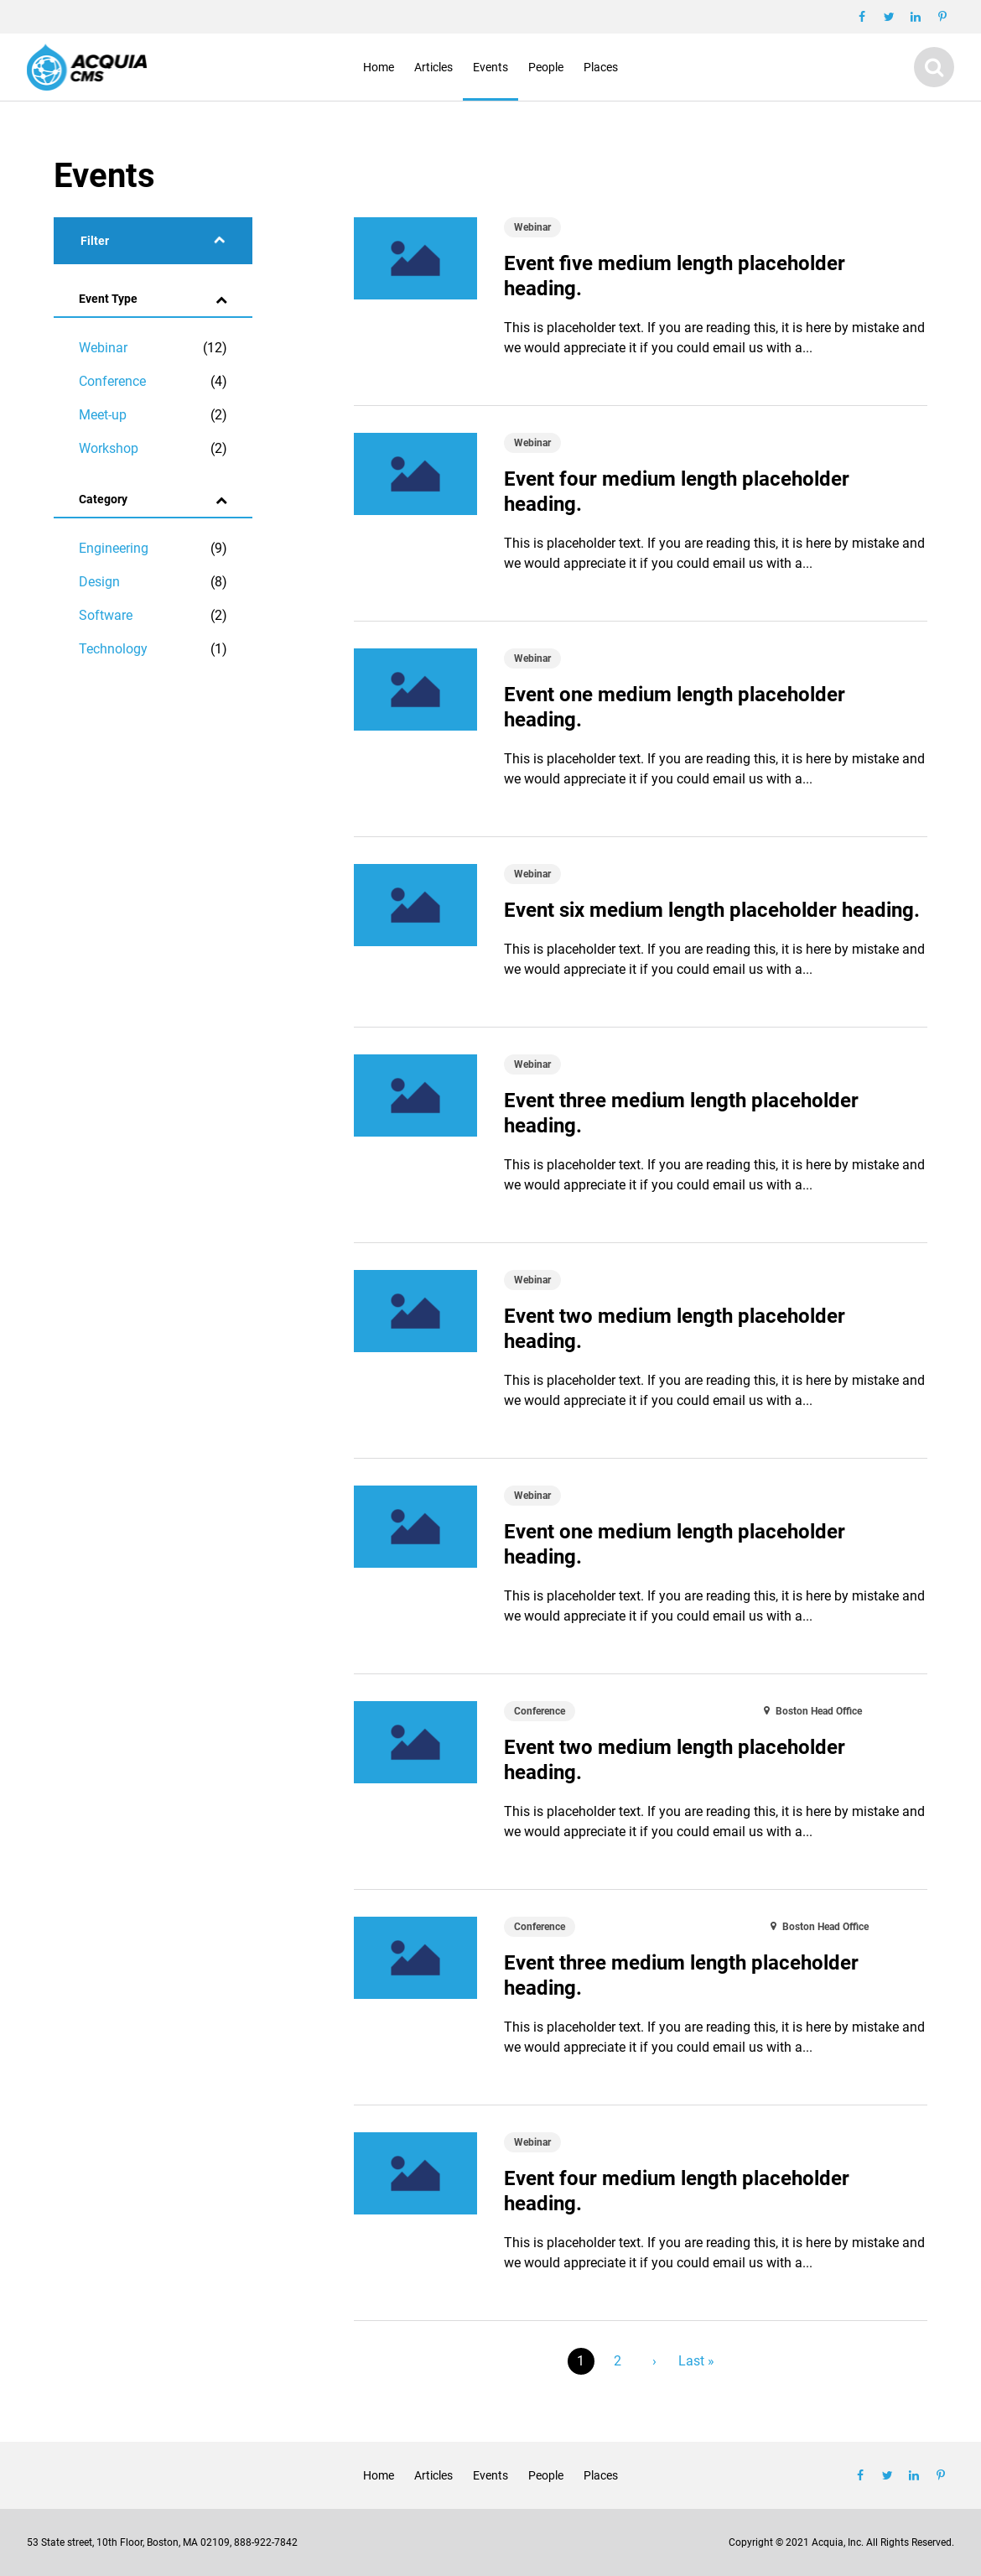 ACQUIA
CMS
Home Articles Events People Places
Events
Filter
Event Type
Webinar (12)
Conference (4)
Meet-up (2)
Workshop (2)
Category
Engineering (9)
Design (8)
Software (2)
Technology (1)
Webinar
Event five medium length placeholder
heading.
This is placeholder text. If you are reading this, it is here by mistake and
we would appreciate it if you could email us with a...
Webinar
Event four medium length placeholder
heading.
This is placeholder text. If you are reading this, it is here by mistake and
we would appreciate it if you could email us with a...
Webinar
Event one medium length placeholder
heading.
This is placeholder text. If you are reading this, it is here by mistake and
we would appreciate it if you could email us with a...
Webinar
Event six medium length placeholder heading.
This is placeholder text. If you are reading this, it is here by mistake and
we would appreciate it if you could email us with a...
Webinar
Event three medium length placeholder
heading.
This is placeholder text. If you are reading this, it is here by mistake and
we would appreciate it if you could email us with a...
Webinar
Event two medium length placeholder
heading.
This is placeholder text. If you are reading this, it is here by mistake and
we would appreciate it if you could email us with a...
Webinar
Event one medium length placeholder
heading.
This is placeholder text. If you are reading this, it is here by mistake and
we would appreciate it if you could email us with a...
Conference Boston Head Office
Event two medium length placeholder
heading.
This is placeholder text. If you are reading this, it is here by mistake and
we would appreciate it if you could email us with a...
Conference Boston Head Office
Event three medium length placeholder
heading.
This is placeholder text. If you are reading this, it is here by mistake and
we would appreciate it if you could email us with a...
Webinar
Event four medium length placeholder
heading.
This is placeholder text. If you are reading this, it is here by mistake and
we would appreciate it if you could email us with a...
1 2 › Last »
Home Articles Events People Places
53 State street, 10th Floor, Boston, MA 02109, 888-922-7842
Copyright © 2021 Acquia, Inc. All Rights Reserved.